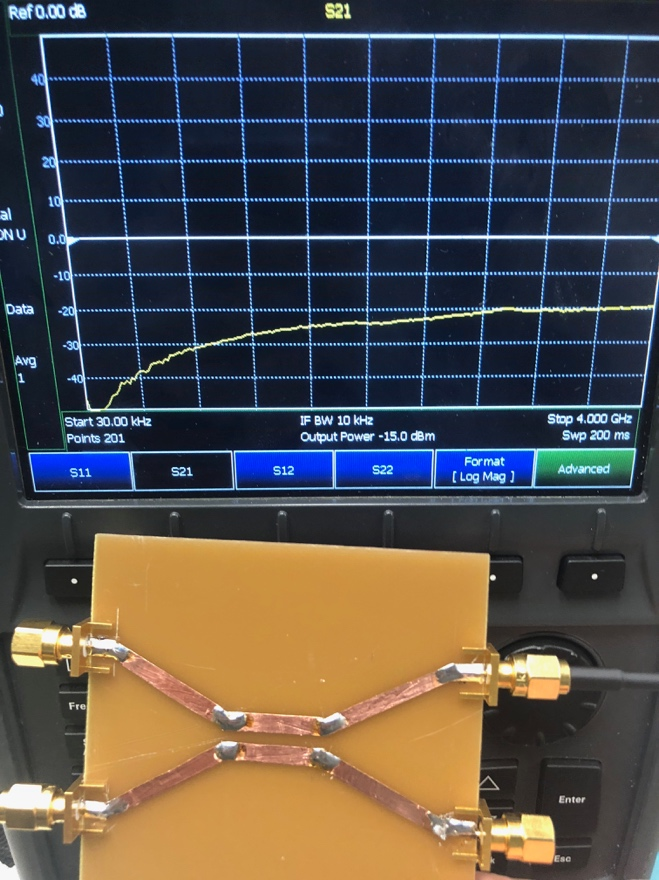 Ref 0.00 dB
S21
40
30
20
10
0.0
-10
-20
-30
-40
al
ON U
Data
Avg
1
Start 30.00 kHz
IF BW 10 kHz
Stop 4.000 GHz
Points 201
Output Power -15.0 dBm
Swp 200 ms
S11
S21
S12
S22
Format
[ Log Mag ]
Advanced
Fre
Enter
Esc